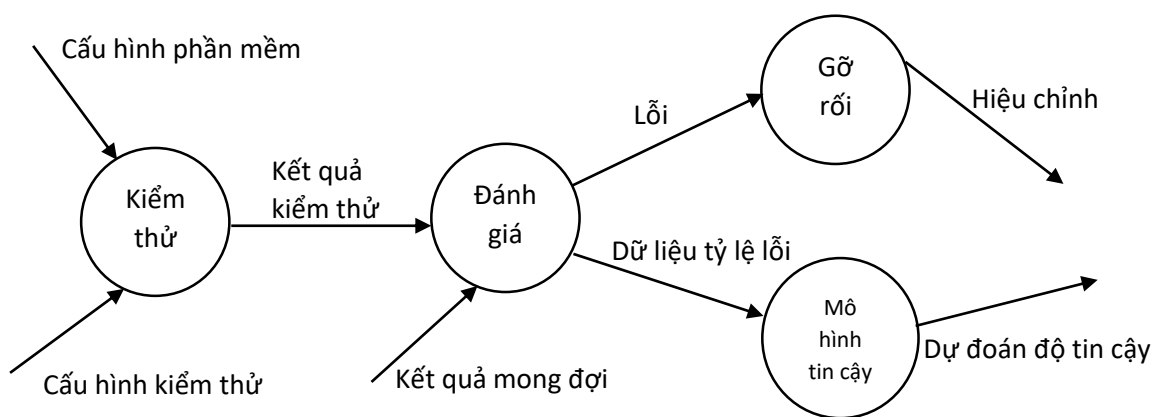 Cấu hình phần mềm
Kiểm
thử
Cấu hình kiểm thử
Kết quả
kiểm thử
Đánh
giá
Kết quả mong đợi
Lỗi
Dữ liệu tỷ lệ lỗi
Gỡ
rối
Hiệu chỉnh
Mô
hình
tin cậy
Dự đoán độ tin cậy